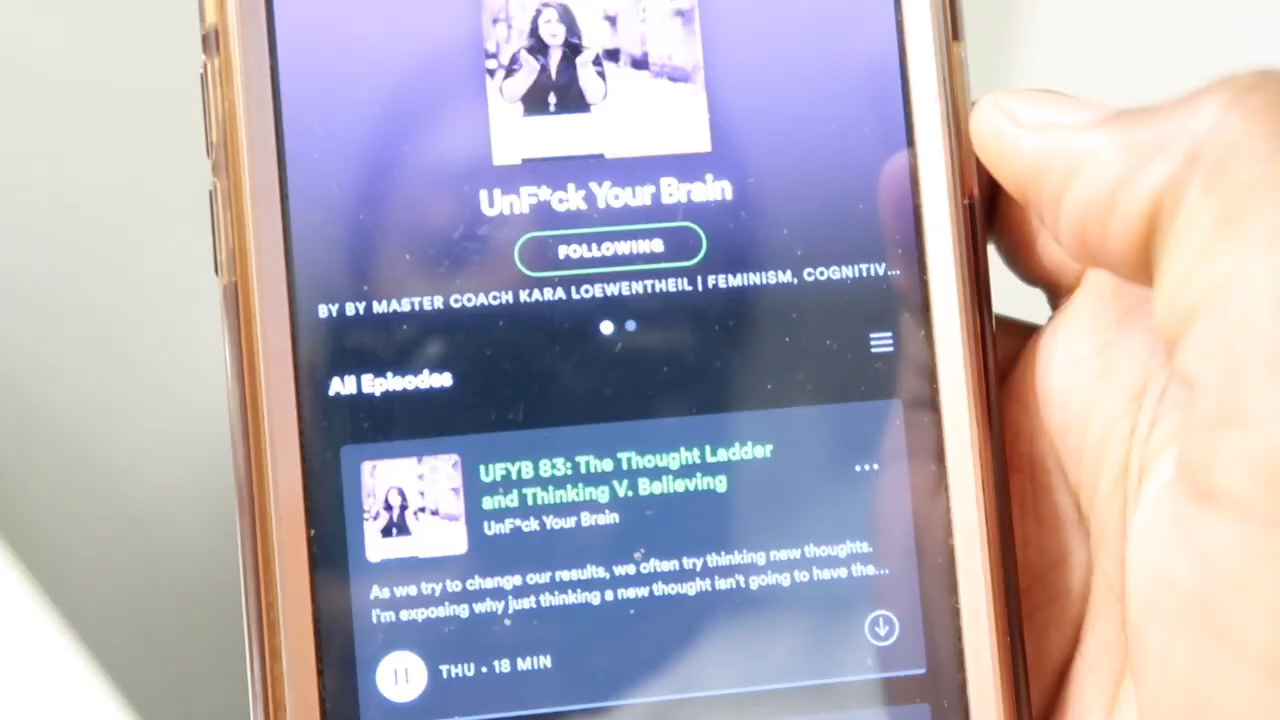 UnF*ck Your Brain
FOLLOWING
BY BY MASTER COACH KARA LOEWENTHEIL | FEMINISM, COGNITIV...
All Episodes
UFYB 83: The Thought Ladder
and Thinking V. Believing
UnF*ck Your Brain
As we try to change our results, we often try thinking new thoughts.
I'm exposing why just thinking a new thought isn't going to have the...
THU • 18 MIN